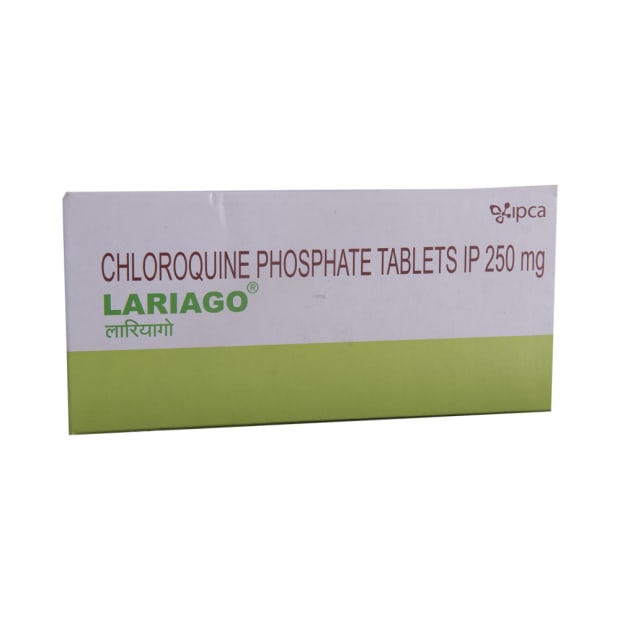 ipca
CHLOROQUINE PHOSPHATE TABLETS IP 250 mg
LARIAGO®
लारियागो